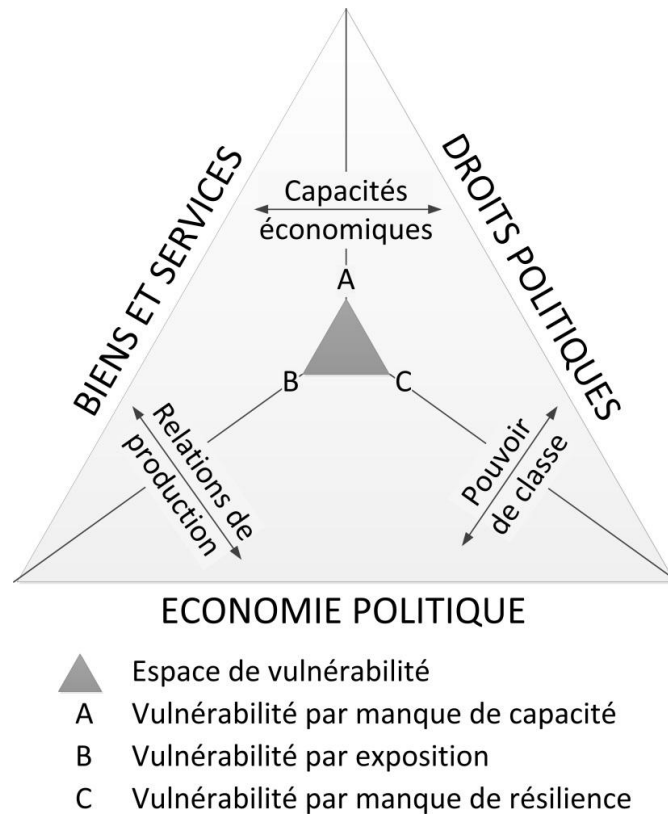 BIENS ET SERVICES
DROITS POLITIQUES
Capacités
économiques
A
B
C
Relations de
production
Pouvoir
de classe
ECONOMIE POLITIQUE
Espace de vulnérabilité
A Vulnérabilité par manque de capacité
B Vulnérabilité par exposition
C Vulnérabilité par manque de résilience